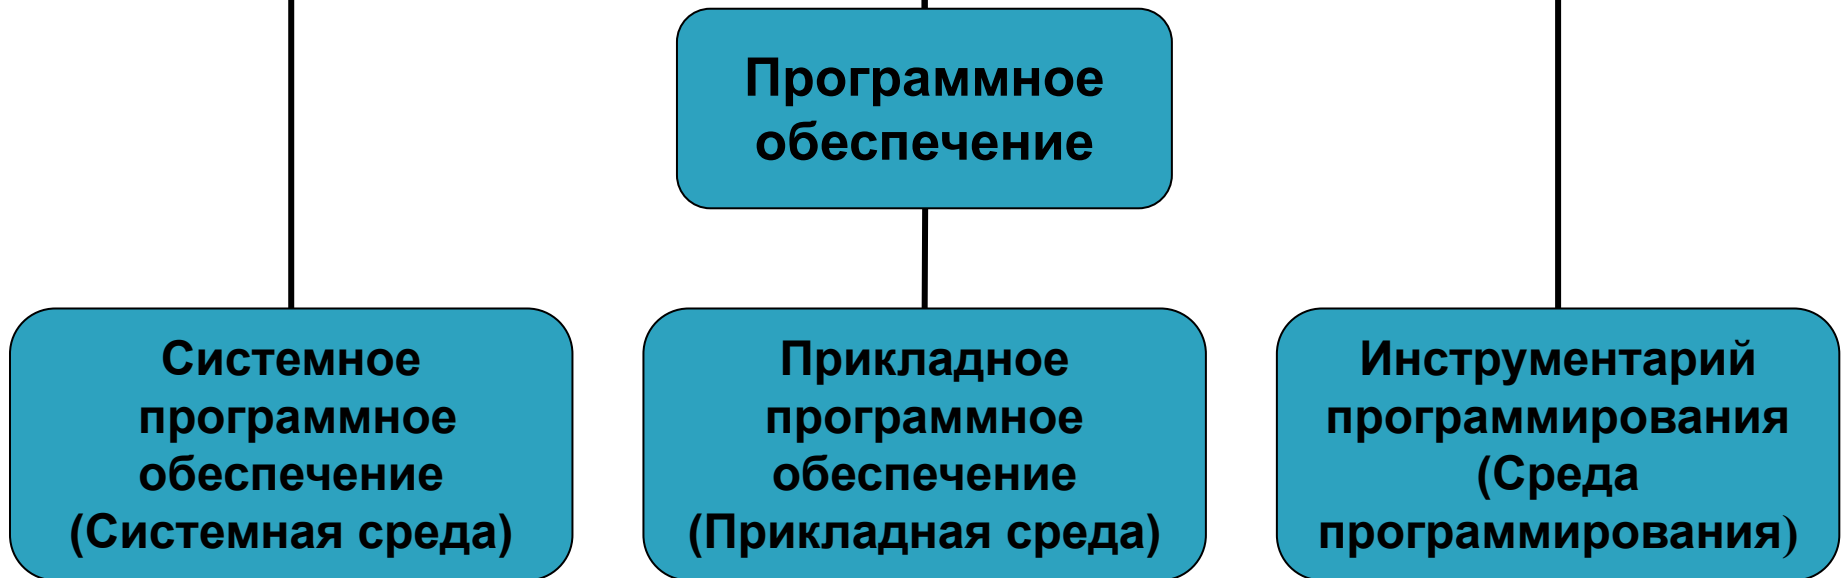 Программное
обеспечение
Системное
программное
обеспечение
(Системная среда)
Прикладное
программное
обеспечение
(Прикладная среда)
Инструментарий
программирования
(Среда
программирования)